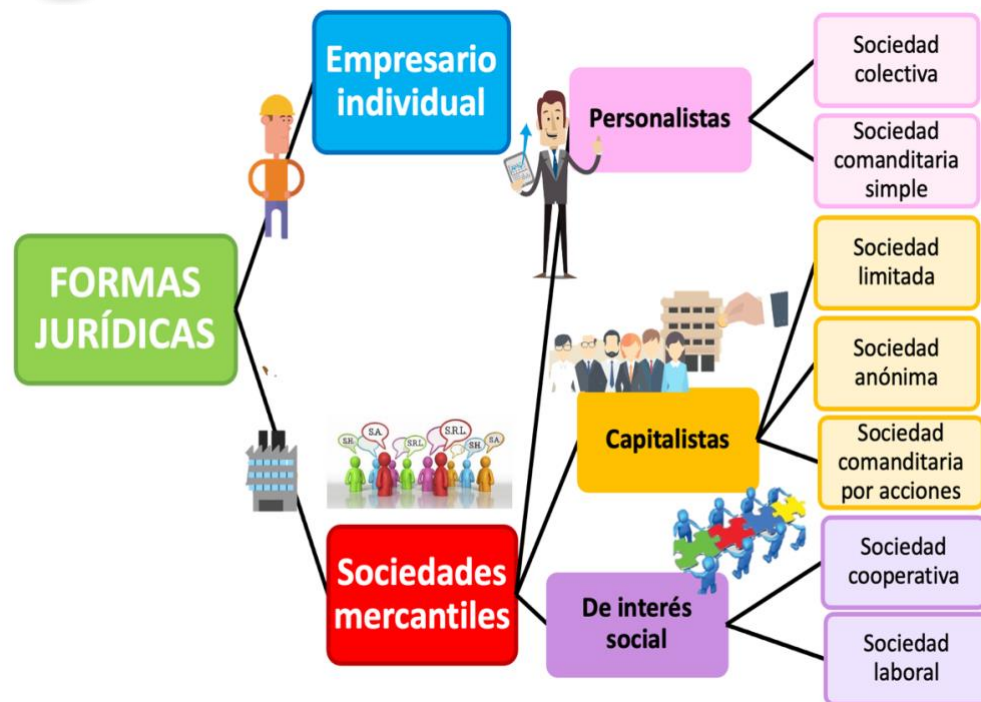 Empresario
individual
Personalistas
Sociedad
colectiva
Sociedad
comanditaria
simple
FORMAS
JURÍDICAS
Sociedad
limitada
Sociedad
anónima
Capitalistas
Sociedad
comanditaria
por acciones
S.H.
S.A.
S.R.L.
S.R.L.
S.H.
S.A.
Sociedades
mercantiles
De interés
social
Sociedad
cooperativa
Sociedad
laboral